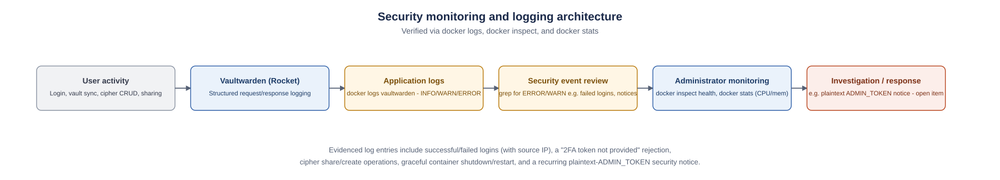 Security monitoring and logging architecture
Verified via docker logs, docker inspect, and docker stats
User activity
Login, vault sync, cipher CRUD, sharing
Vaultwarden (Rocket)
Structured request/response logging
Application logs
docker logs vaultwarden - INFO/WARN/ERROR
Security event review
grep for ERROR/WARN e.g. failed logins, notices
Administrator monitoring
docker inspect health, docker stats (CPU/mem)
Investigation / response
e.g. plaintext ADMIN_TOKEN notice - open item
Evidenced log entries include successful/failed logins (with source IP), a "2FA token not provided" rejection,
cipher share/create operations, graceful container shutdown/restart, and a recurring plaintext-ADMIN_TOKEN security notice.